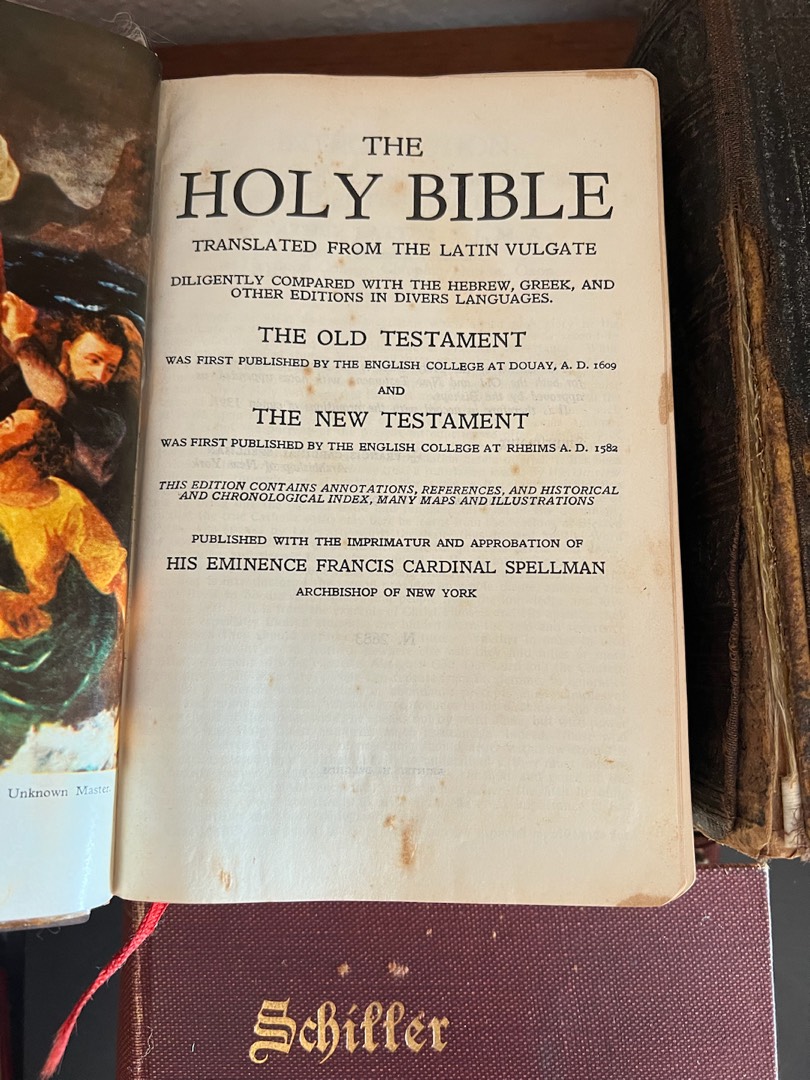 THE
HOLY BIBLE
TRANSLATED FROM THE LATIN VULGATE
DILIGENTLY COMPARED WITH THE HEBREW, GREEK, AND
OTHER EDITIONS IN DIVERS LANGUAGES.
THE OLD TESTAMENT
WAS FIRST PUBLISHED BY THE ENGLISH COLLEGE AT DOUAY, A. D. 1609
AND
THE NEW TESTAMENT
WAS FIRST PUBLISHED BY THE ENGLISH COLLEGE AT RHEIMS A. D. 1582
THIS EDITION CONTAINS ANNOTATIONS, REFERENCES, AND HISTORICAL
AND CHRONOLOGICAL INDEX, MANY MAPS AND ILLUSTRATIONS
PUBLISHED WITH THE IMPRIMATUR AND APPROBATION OF
HIS EMINENCE FRANCIS CARDINAL SPELLMAN
ARCHBISHOP OF NEW YORK
Unknown Master.
Schiller